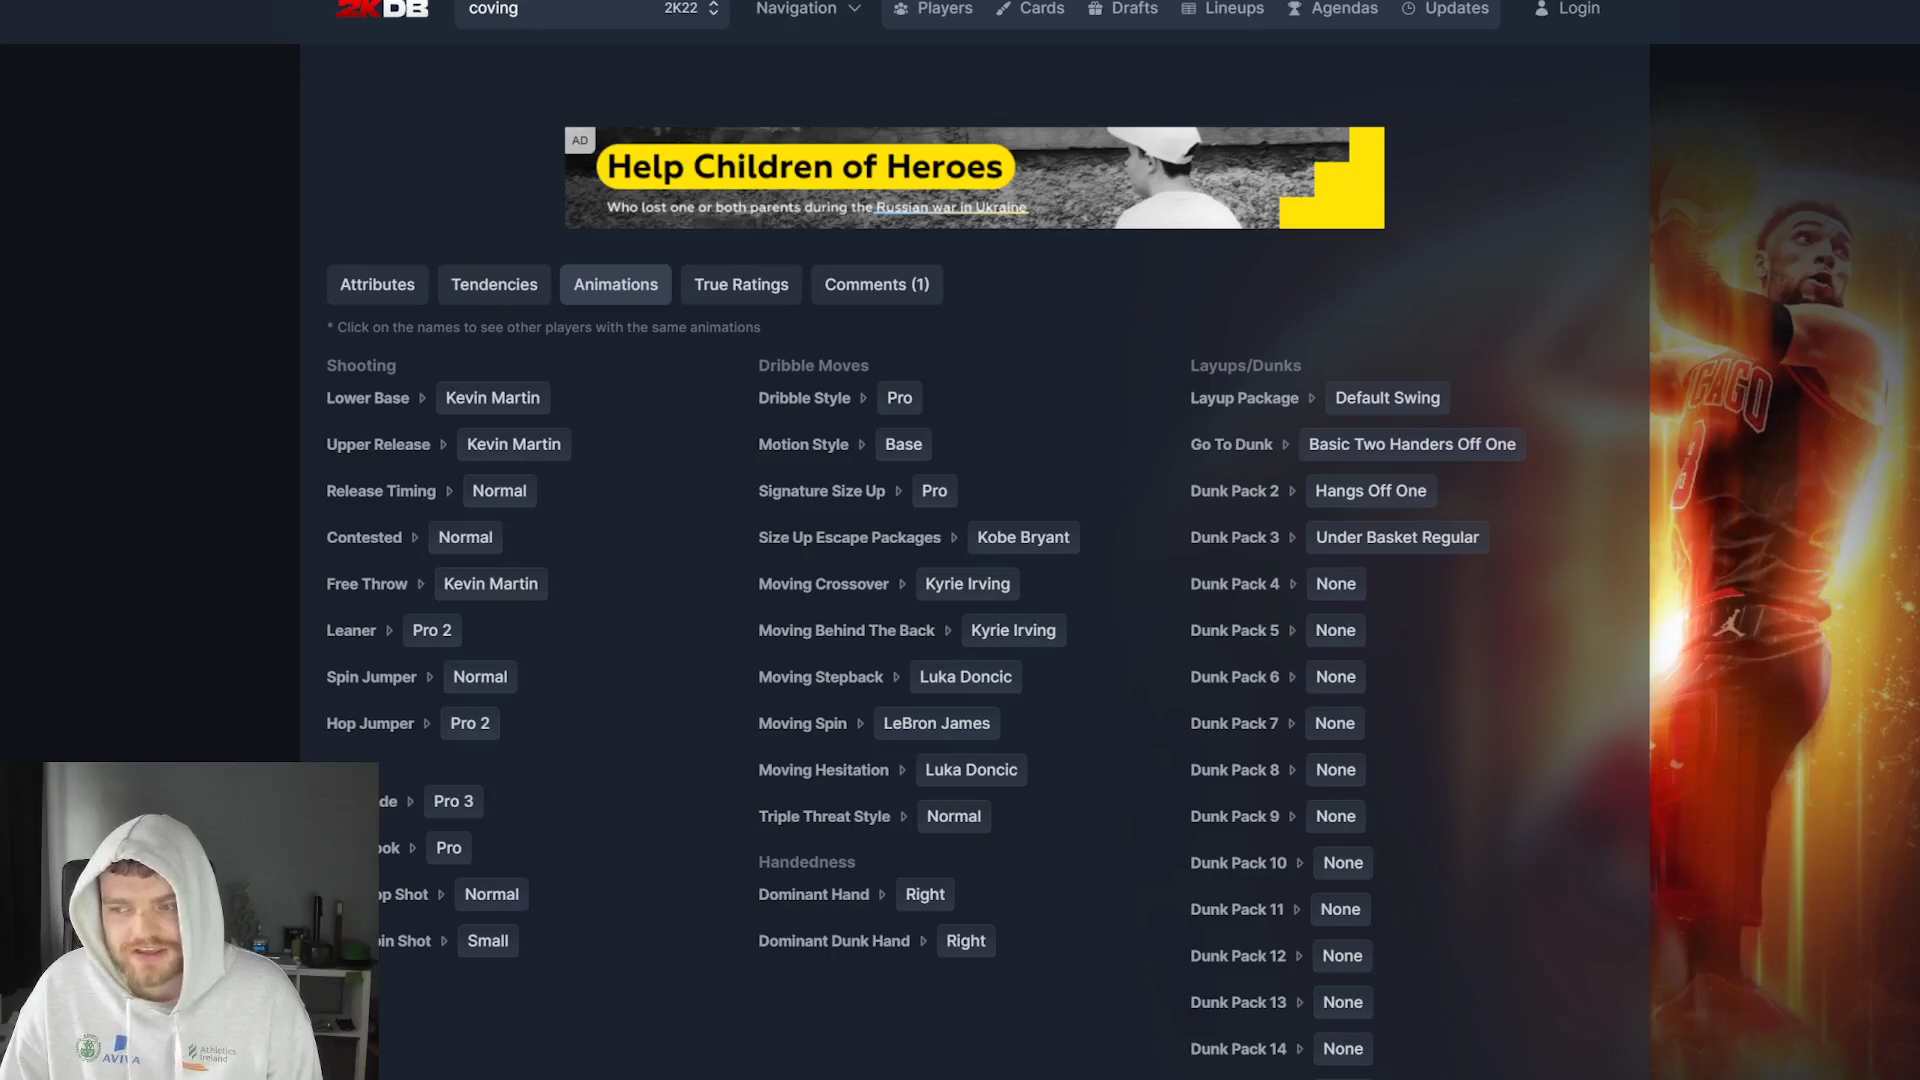 2KDB
coving
2K22
Navigation
Players
Cards
Drafts
Lineups
Agendas
Updates
Login
AD
Help Children of Heroes
Who lost one or both parents during the Russian war in Ukraine
Attributes
Tendencies
Animations
True Ratings
Comments (1)
* Click on the names to see other players with the same animations
Shooting
Lower Base Kevin Martin
Upper Release Kevin Martin
Release Timing Normal
Contested Normal
Free Throw Kevin Martin
Leaner Pro 2
Spin Jumper Normal
Hop Jumper Pro 2
de Pro 3
ook Pro
op Shot Normal
in Shot Small
Dribble Moves
Dribble Style Pro
Motion Style Base
Signature Size Up Pro
Size Up Escape Packages Kobe Bryant
Moving Crossover Kyrie Irving
Moving Behind The Back Kyrie Irving
Moving Stepback Luka Doncic
Moving Spin LeBron James
Moving Hesitation Luka Doncic
Triple Threat Style Normal
Handedness
Dominant Hand Right
Dominant Dunk Hand Right
Layups/Dunks
Layup Package Default Swing
Go To Dunk Basic Two Handers Off One
Dunk Pack 2 Hangs Off One
Dunk Pack 3 Under Basket Regular
Dunk Pack 4 None
Dunk Pack 5 None
Dunk Pack 6 None
Dunk Pack 7 None
Dunk Pack 8 None
Dunk Pack 9 None
Dunk Pack 10 None
Dunk Pack 11 None
Dunk Pack 12 None
Dunk Pack 13 None
Dunk Pack 14 None
AVIVA
Athletics
Ireland